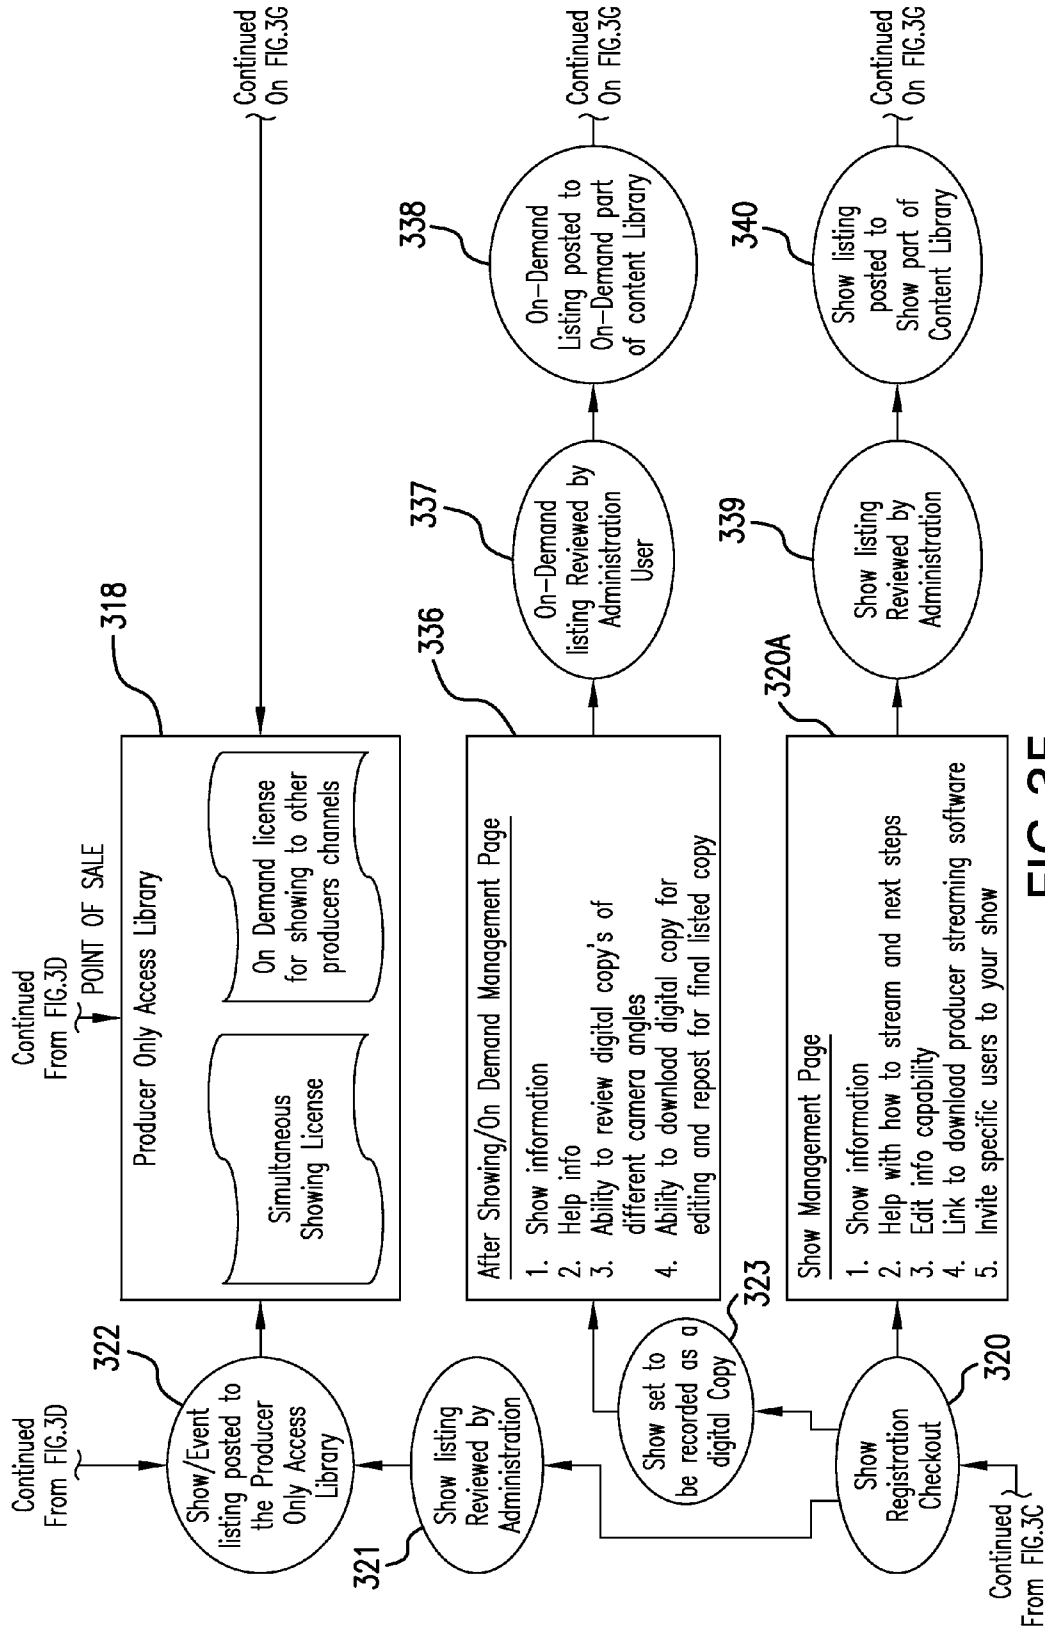 Continued
From FIG.3D
Continued
From FIG.3D
POINT OF SALE
322
Show/Event
listing posted to
the Producer
Only Access
Library
318
Producer Only Access Library
Simultaneous
Showing License
On Demand license
for showing to other
producers channels
Continued
On FIG.3G
321
Show listing
Reviewed by
Administration
323
Show set to
be recorded as a
digital Copy
336
After Showing/On Demand Management Page
1. Show information
2. Help info
3. Ability to review digital copy's of
different camera angles
4. Ability to download digital copy for
editing and repost for final listed copy
337
On-Demand
listing Reviewed by
Administration
User
338
On-Demand
Listing posted to
On-Demand part
of content Library
Continued
On FIG.3G
320
Show
Registration
Checkout
Continued
From FIG.3C
320A
Show Management Page
1. Show information
2. Help with how to stream and next steps
3. Edit info capability
4. Link to download producer streaming software
5. Invite specific users to your show
339
Show listing
Reviewed by
Administration
340
Show listing
posted to
Show part of
Content Library
Continued
On FIG.3G